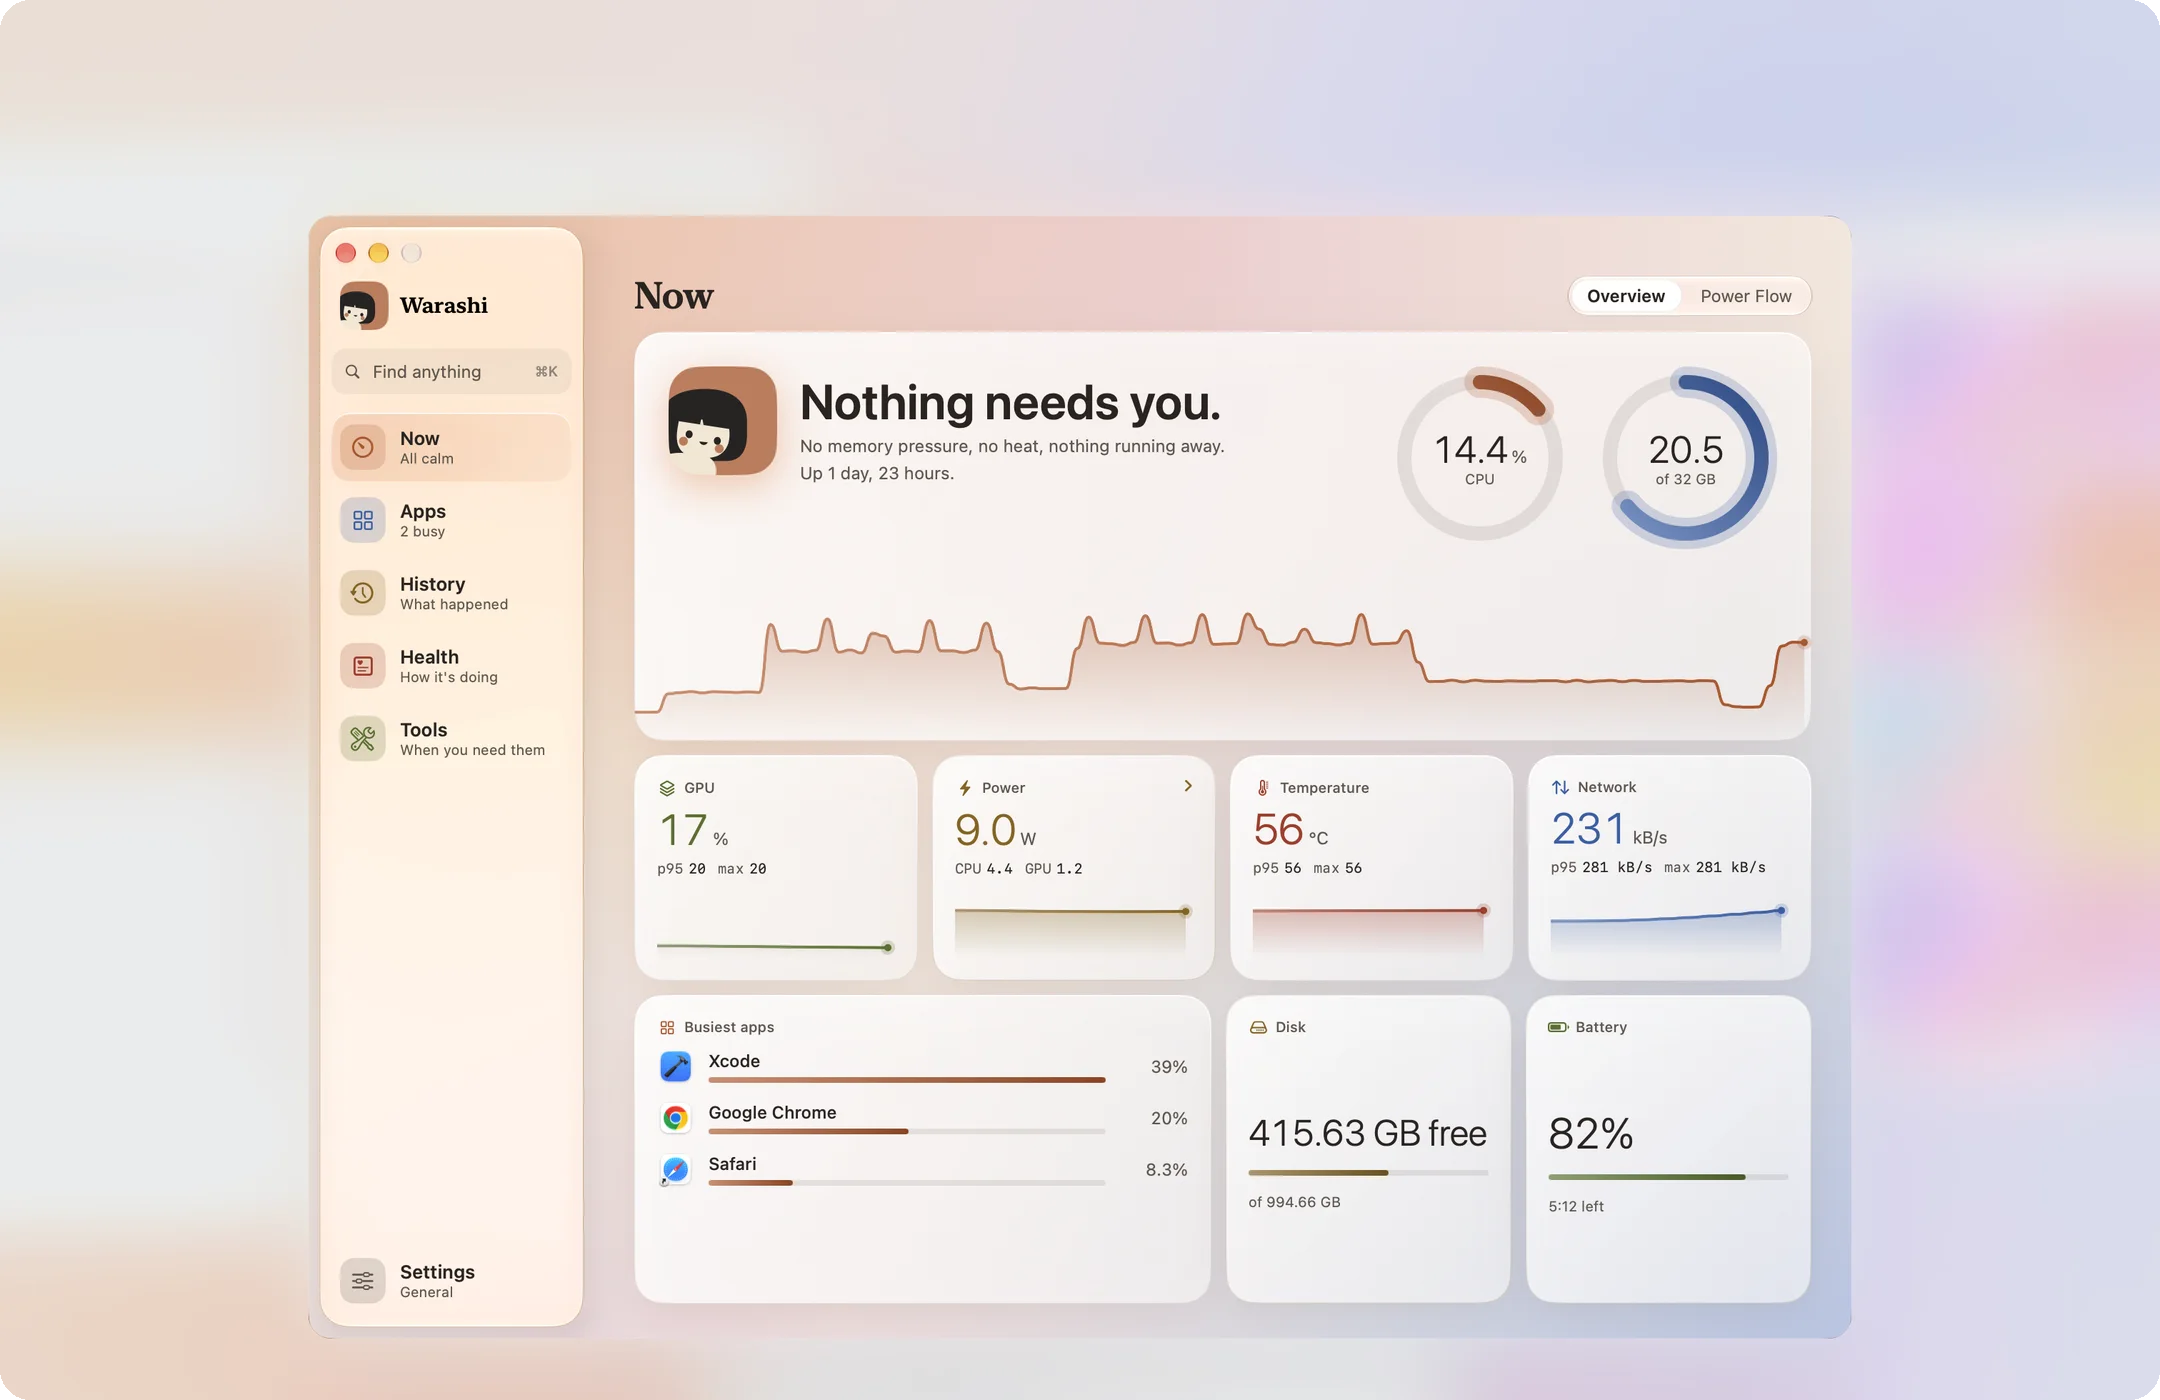 Warashi
Find anything ⌘K
Now
All calm
Apps
2 busy
History
What happened
Health
How it's doing
Tools
When you need them
Settings
General
Now
Overview Power Flow
Nothing needs you.
No memory pressure, no heat, nothing running away.
Up 1 day, 23 hours.
14.4 %
CPU
20.5
of 32 GB
GPU
17 %
p95 20 max 20
Power
9.0 W
CPU 4.4 GPU 1.2
Temperature
56 °C
p95 56 max 56
Network
231 kB/s
p95 281 kB/s max 281 kB/s
Busiest apps
Xcode 39%
Google Chrome 20%
Safari 8.3%
Disk
415.63 GB free
of 994.66 GB
Battery
82%
5:12 left